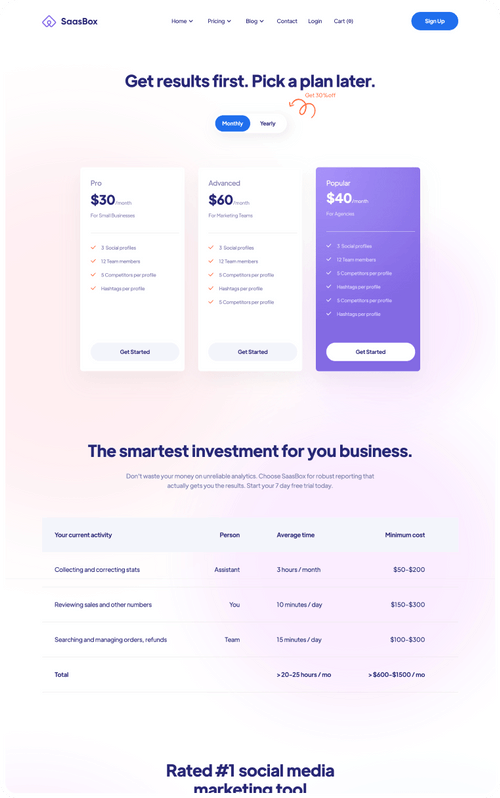 SaasBox
Home Pricing Blog Contact Login Cart (0)
Sign Up
Get results first. Pick a plan later.
Get 30% off
Monthly Yearly
Pro
$30/month
For Small Businesses
3 Social profiles
12 Team members
5 Competitors per profile
Hashtags per profile
Get Started
Advanced
$60/month
For Marketing Teams
3 Social profiles
12 Team members
5 Competitors per profile
Hashtags per profile
5 Competitors per profile
Get Started
Popular
$40/month
For Agencies
3 Social profiles
12 Team members
5 Competitors per profile
Hashtags per profile
5 Competitors per profile
Hashtags per profile
Get Started
The smartest investment for you business.
Don't waste your money on unreliable analytics. Choose SaasBox for robust reporting that
actually gets you the results. Start your 7 day free trial today.
Your current activity Person Average time Minimum cost
Collecting and correcting stats Assistant 3 hours / month $50-$200
Reviewing sales and other numbers You 10 minutes / day $150-$300
Searching and managing orders, refunds Team 15 minutes / day $100-$300
Total > 20-25 hours / mo > $600-$1500 / mo
Rated #1 social media
marketing tool